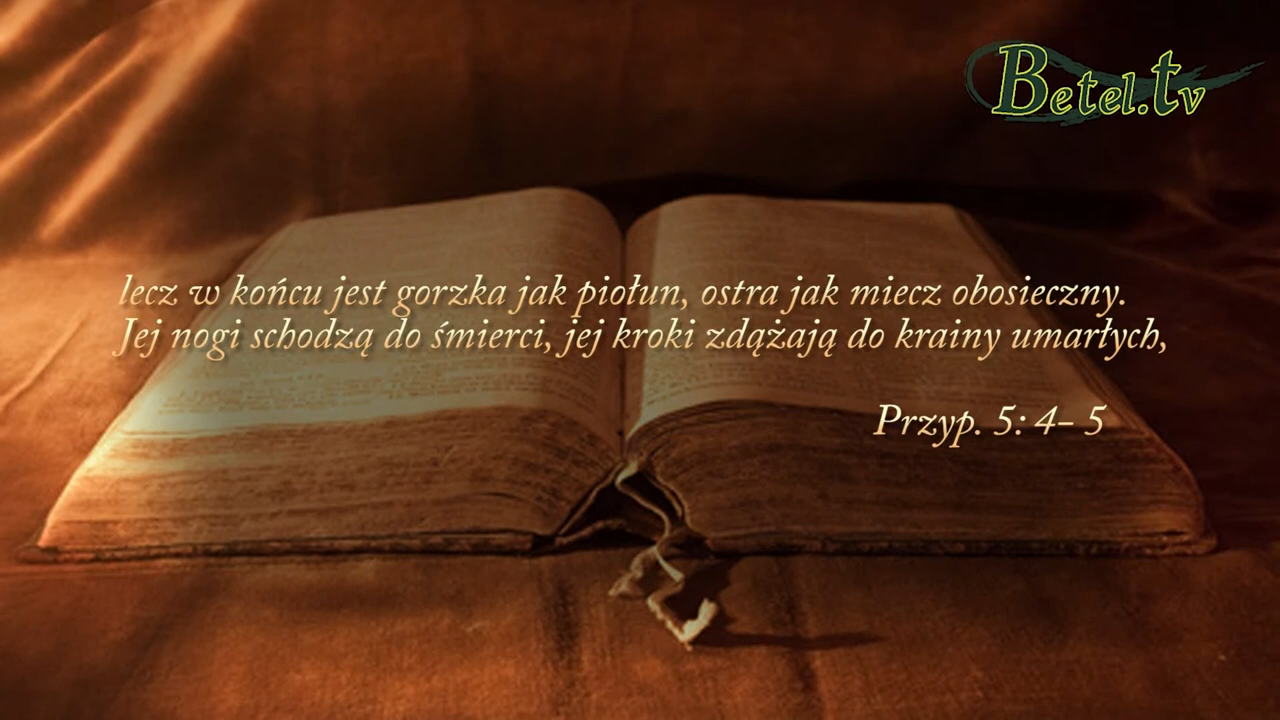 Betel.tv
lecz w końcu jest gorzka jak piołun, ostra jak miecz obosieczny.
Jej nogi schodzą do śmierci, jej kroki zdążają do krainy umarłych,
Przyp. 5: 4- 5